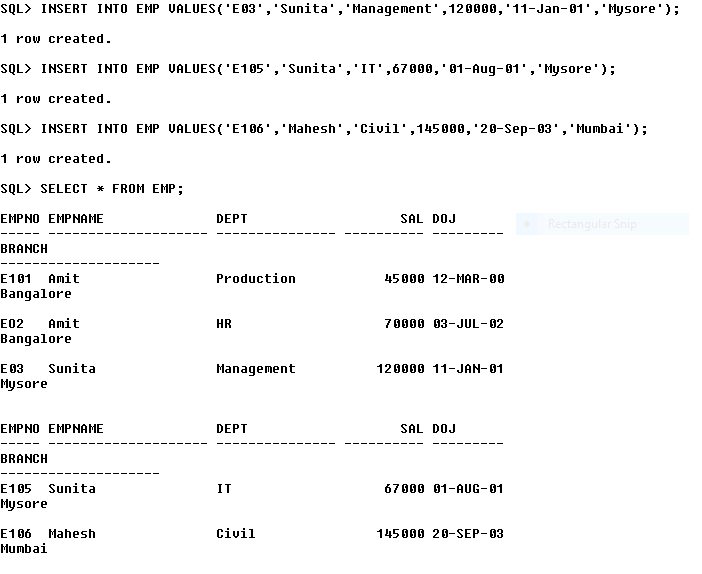 SQL> INSERT INTO EMP VALUES('E03','Sunita','Management',120000,'11-Jan-01','Mysore');
1 row created.
SQL> INSERT INTO EMP VALUES('E105','Sunita','IT',67000,'01-Aug-01','Mysore');
1 row created.
SQL> INSERT INTO EMP VALUES('E106','Mahesh','Civil',145000,'20-Sep-03','Mumbai');
1 row created.
SQL> SELECT * FROM EMP;
EMPNO EMPNAME              DEPT                   SAL DOJ
Rectangular Snip
----- -------------------- --------------- ---------- ---------
BRANCH
--------------------
E101  Amit                 Production           45000 12-MAR-00
Bangalore
E02   Amit                 HR                   70000 03-JUL-02
Bangalore
E03   Sunita               Management          120000 11-JAN-01
Mysore
EMPNO EMPNAME              DEPT                   SAL DOJ
----- -------------------- --------------- ---------- ---------
BRANCH
--------------------
E105  Sunita               IT                   67000 01-AUG-01
Mysore
E106  Mahesh               Civil               145000 20-SEP-03
Mumbai